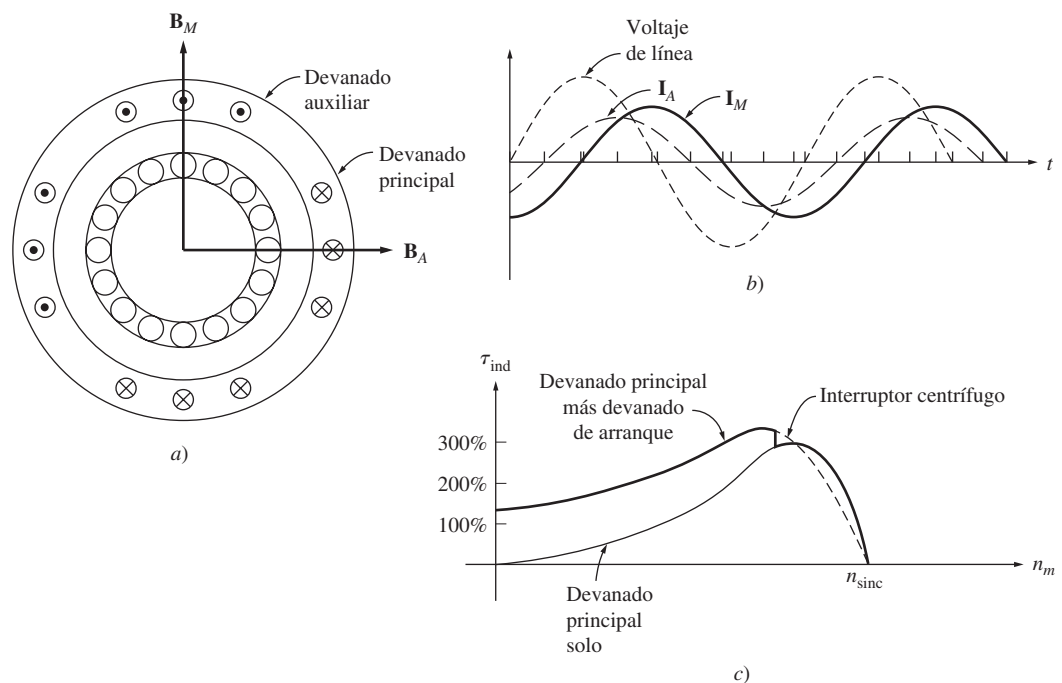 B_M
Devanado
auxiliar
Devanado
principal
B_A
a)
Voltaje
de línea
I_A
I_M
t
b)
τ_ind
Devanado principal
más devanado
de arranque
Interruptor centrífugo
300%
200%
100%
n_sinc
n_m
Devanado
principal
solo
c)